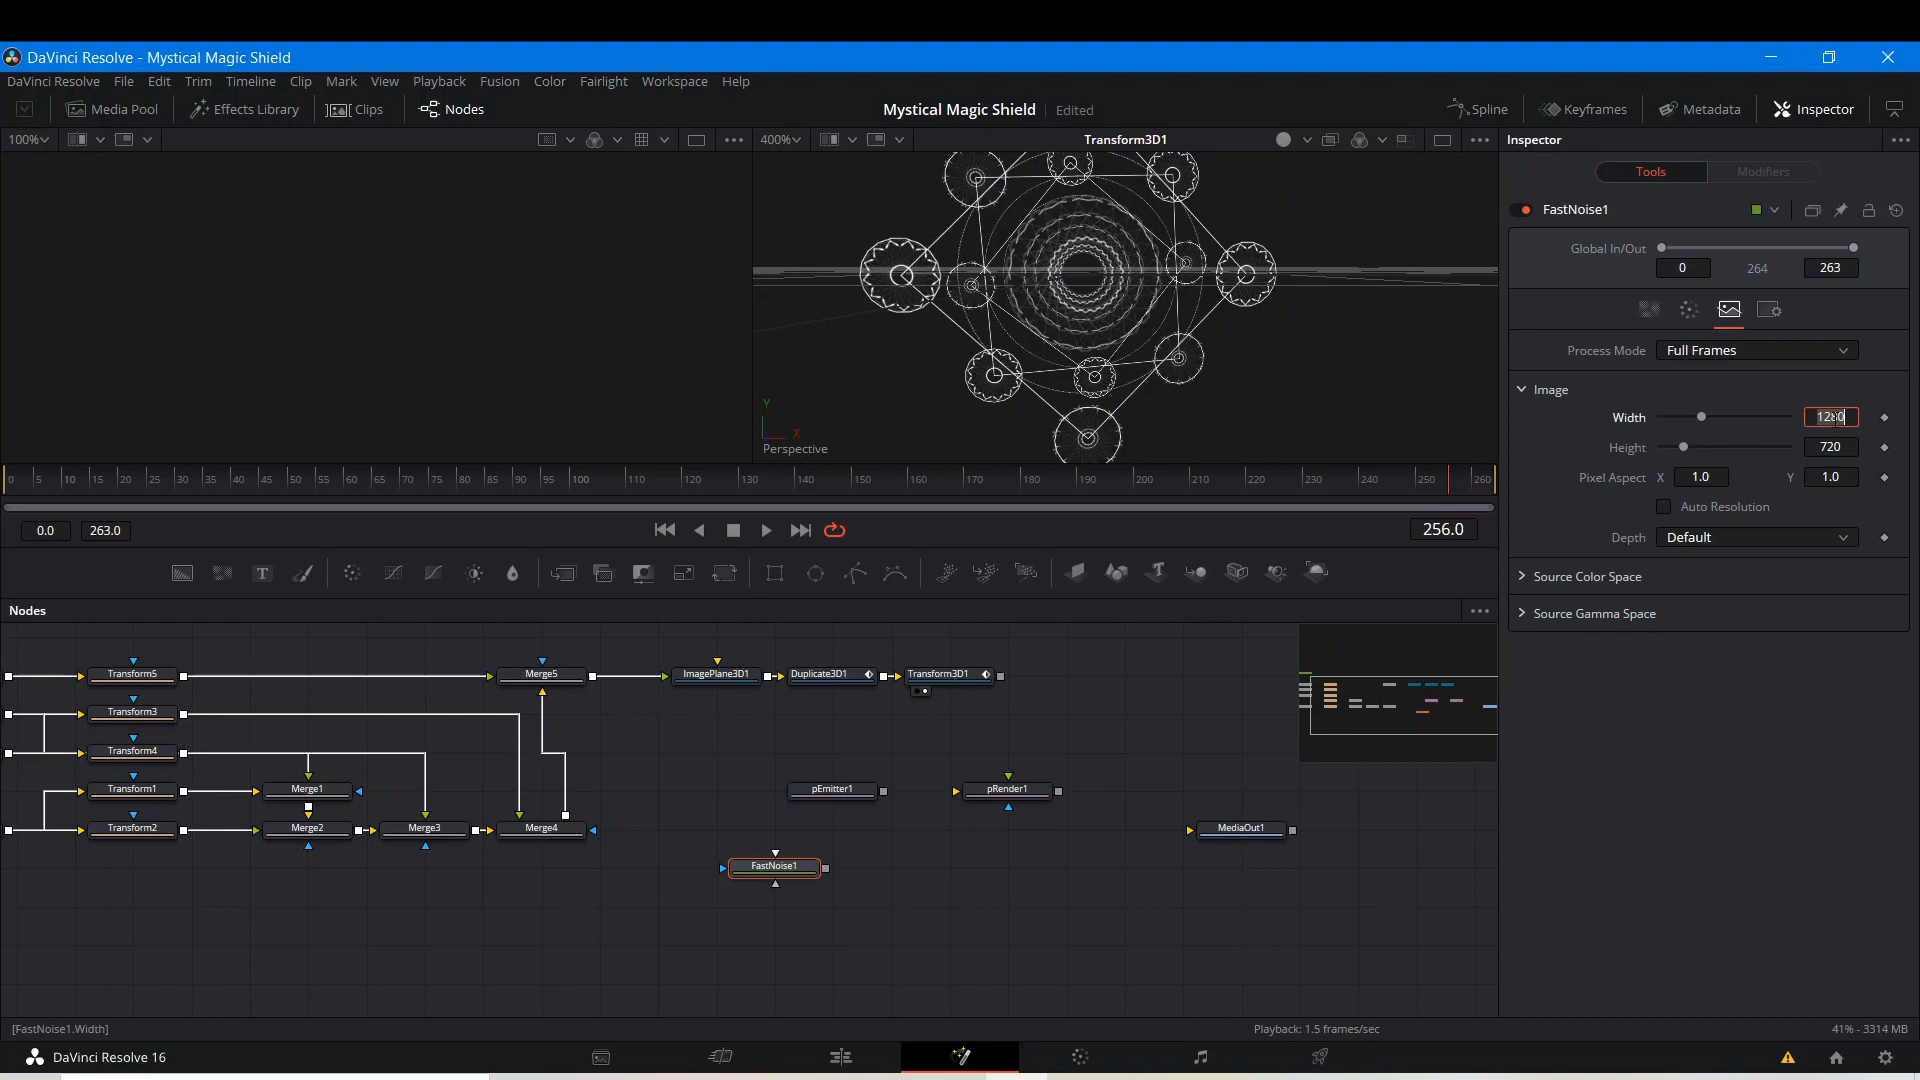 DaVinci Resolve - Mystical Magic Shield
DaVinci Resolve File Edit Trim Timeline Clip Mark View Playback Fusion Color Fairlight Workspace Help
Media Pool Effects Library Clips Nodes Mystical Magic Shield Edited Spline Keyframes Metadata Inspector
100% 400% Transform3D1 Inspector
Tools Modifiers
FastNoise1
Global In/Out
0 264 263
Process Mode Full Frames
Image
Width 1280
Height 720
Pixel Aspect X 1.0 Y 1.0
Auto Resolution
Depth Default
Source Color Space
Source Gamma Space
Y
X
Perspective
0 5 10 15 20 25 30 35 40 45 50 55 60 65 70 75 80 85 90 95 100 110 120 130 140 150 160 170 180 190 200 210 220 230 240 250 260
0.0 263.0 256.0
Nodes
Transform5 Merge5 ImagePlane3D1 Duplicate3D1 Transform3D1
Transform3
Transform4
Transform1 Merge1 pEmitter1 pRender1
Transform2 Merge2 Merge3 Merge4 MediaOut1
FastNoise1
[FastNoise1.Width] Playback: 1.5 frames/sec 41% - 3314 MB
DaVinci Resolve 16